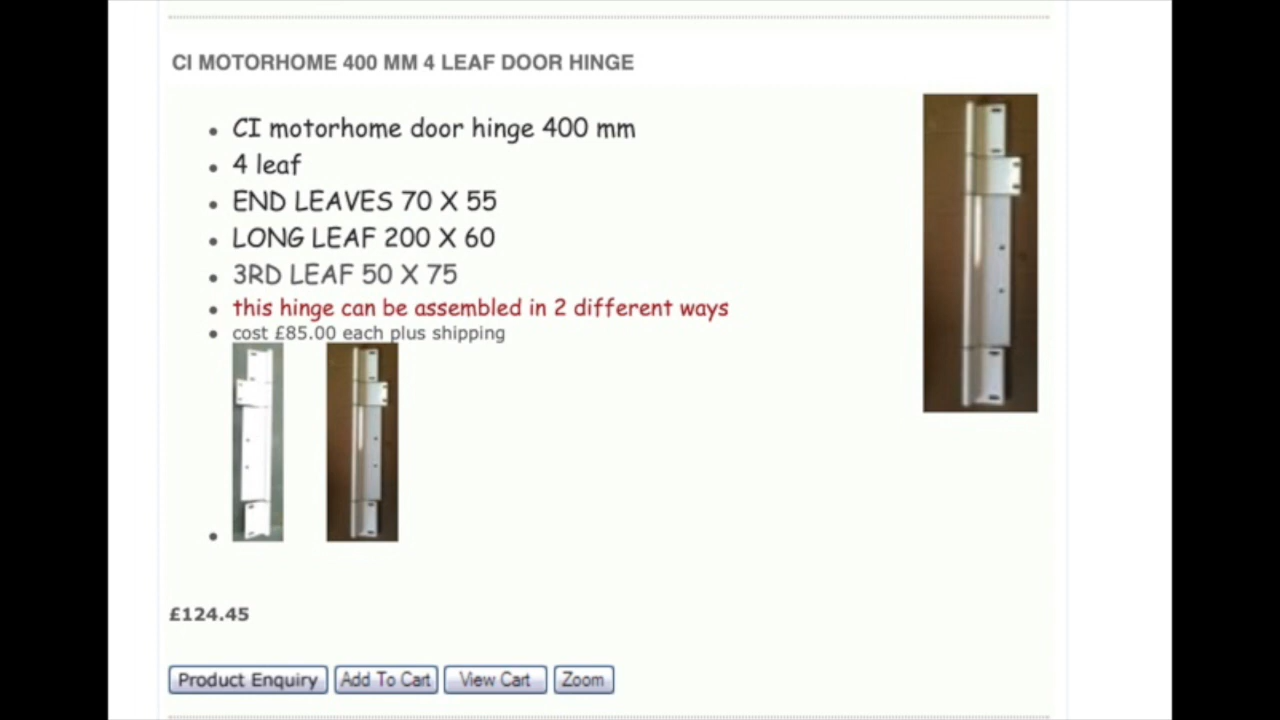 CI MOTORHOME 400 MM 4 LEAF DOOR HINGE
CI motorhome door hinge 400 mm
4 leaf
END LEAVES 70 X 55
LONG LEAF 200 X 60
3RD LEAF 50 X 75
this hinge can be assembled in 2 different ways
cost £85.00 each plus shipping
£124.45
Product Enquiry Add To Cart View Cart Zoom